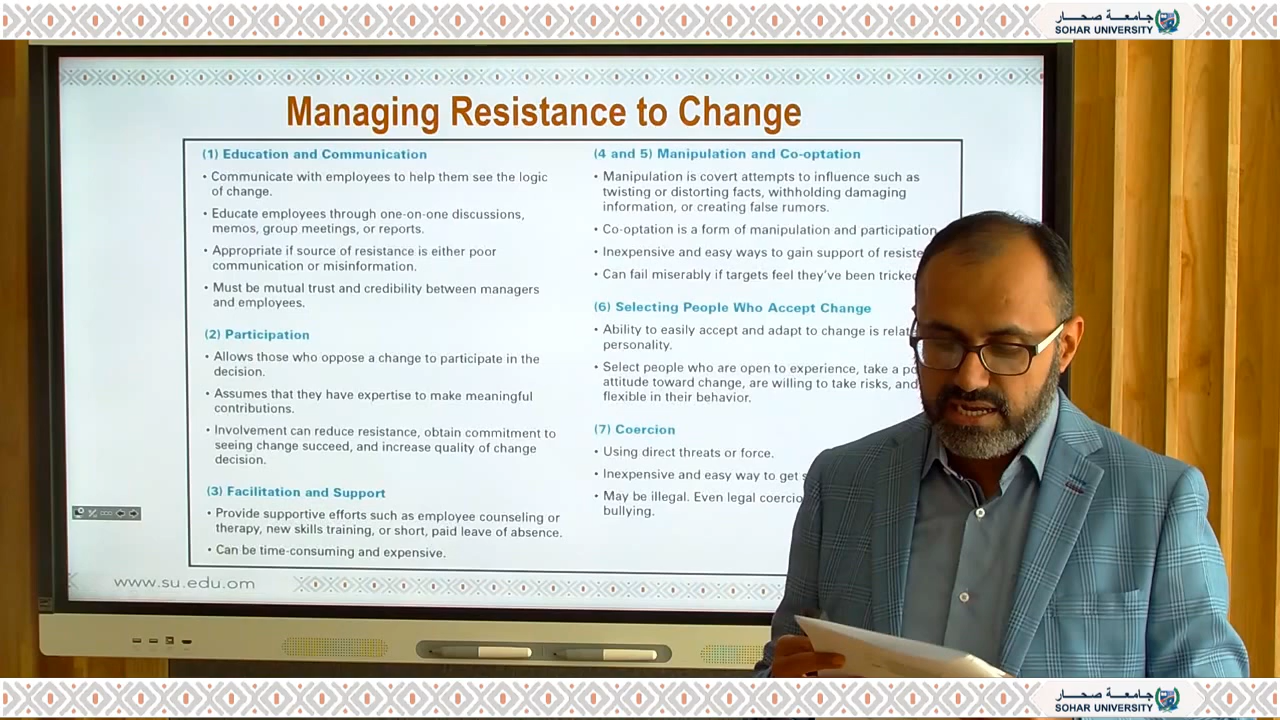 جامعة صحار
SOHAR UNIVERSITY
Managing Resistance to Change
(1) Education and Communication
• Communicate with employees to help them see the logic
of change.
• Educate employees through one-on-one discussions,
memos, group meetings, or reports.
• Appropriate if source of resistance is either poor
communication or misinformation.
• Must be mutual trust and credibility between managers
and employees.
(2) Participation
• Allows those who oppose a change to participate in the
decision.
• Assumes that they have expertise to make meaningful
contributions.
• Involvement can reduce resistance, obtain commitment to
seeing change succeed, and increase quality of change
decision.
(3) Facilitation and Support
• Provide supportive efforts such as employee counseling or
therapy, new skills training, or short, paid leave of absence.
• Can be time-consuming and expensive.
(4 and 5) Manipulation and Co-optation
• Manipulation is covert attempts to influence such as
twisting or distorting facts, withholding damaging
information, or creating false rumors.
• Co-optation is a form of manipulation and participation
• Inexpensive and easy ways to gain support of
• Can fail miserably if targets feel they've been tricked
(6) Selecting People Who Accept Change
• Ability to easily accept and adapt to change is
personality.
• Select people who are open to experience, take a
attitude toward change, are willing to take risks, and
flexible in their behavior.
(7) Coercion
• Using direct threats or force.
• Inexpensive and easy way to get
• May be illegal. Even legal
bullying.
www.su.edu.om
جامعة صحار
SOHAR UNIVERSITY